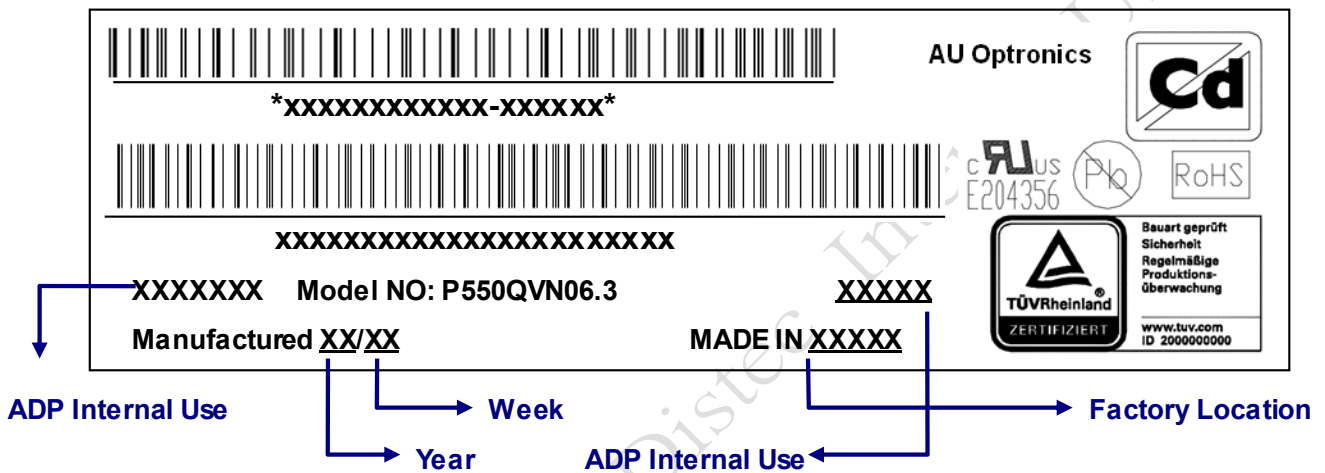 *xxxxxxxxxxxx-xxxxxx*
AU Optronics
Cd
c RU US
E204356
Pb
RoHS
xxxxxxxxxxxxxxxxxxxxxxx
XXXXXXX Model NO: P550QVN06.3 XXXXX
Manufactured XX/XX MADE IN XXXXX
TÜVRheinland®
ZERTIFIZIERT
Bauart geprüft
Sicherheit
Regelmäßige
Produktions-
überwachung
www.tuv.com
ID 2000000000
ADP Internal Use
Week
Year
ADP Internal Use
Factory Location
Distec